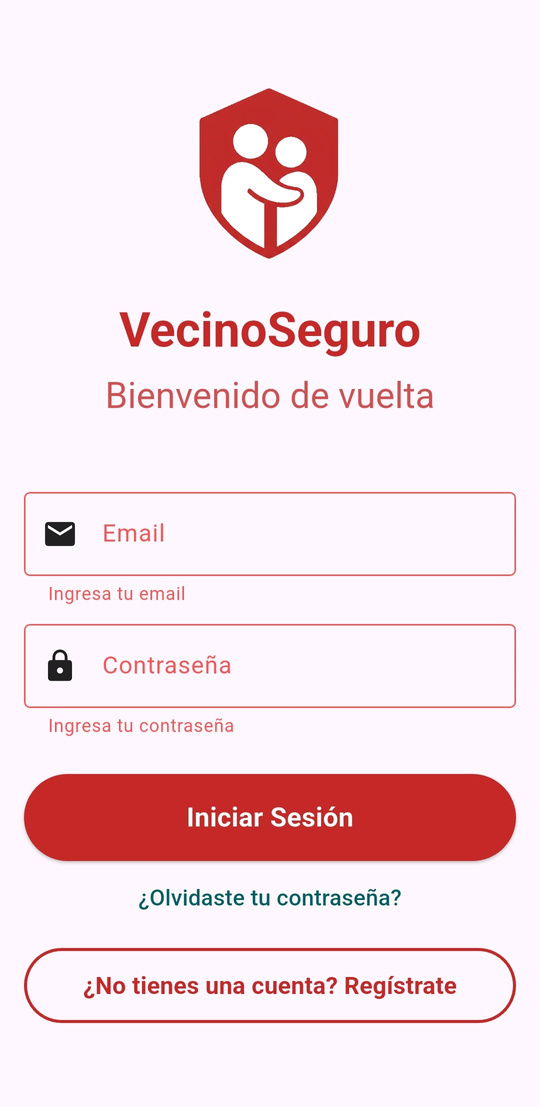 VecinoSeguro
Bienvenido de vuelta
Email
Ingresa tu email
Contraseña
Ingresa tu contraseña
Iniciar Sesión
¿Olvidaste tu contraseña?
¿No tienes una cuenta? Regístrate